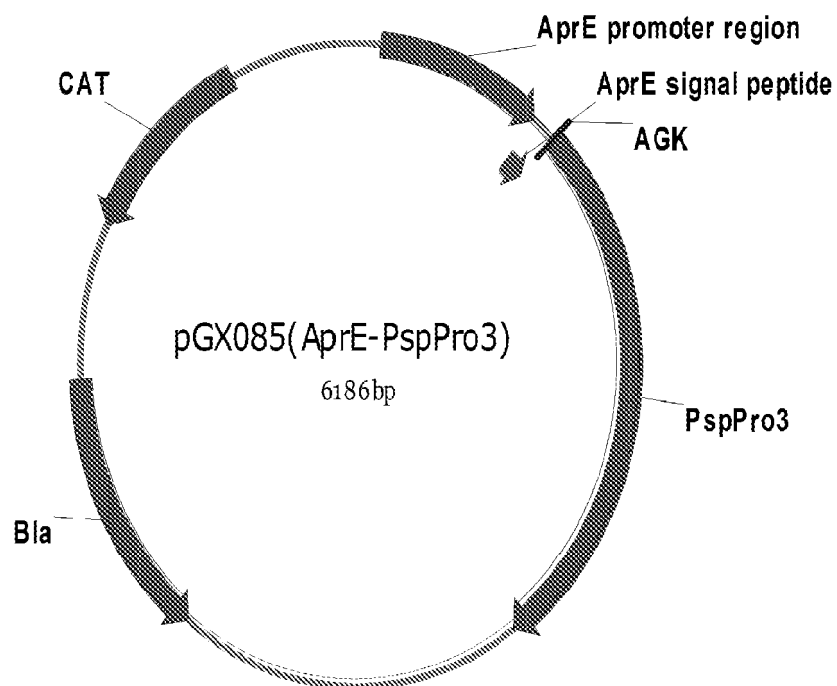 AprE promoter region
CAT
AprE signal peptide
AGK
pGX085(AprE-PspPro3)
6186bp
PspPro3
Bla